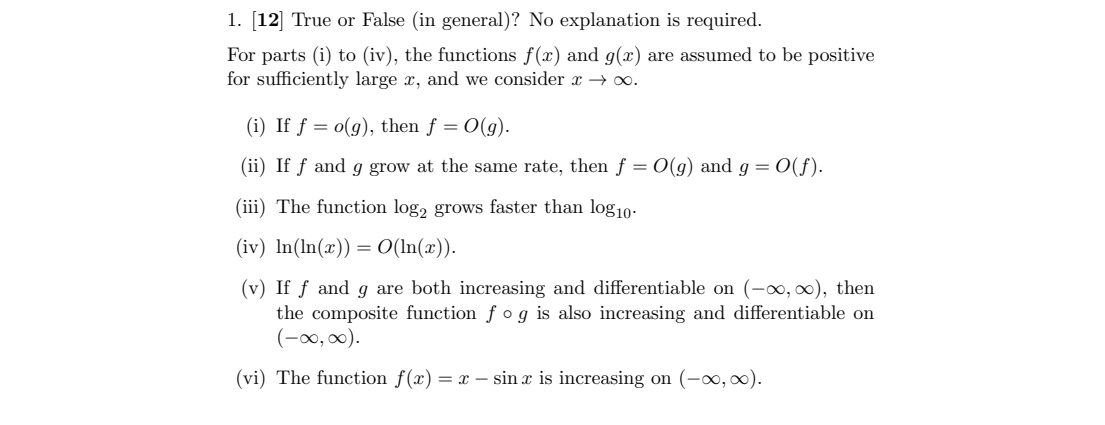 1. [12] True or False (in general)? No explanation is required.
For parts (i) to (iv), the functions f(x) and g(x) are assumed to be positive
for sufficiently large x, and we consider x → ∞.
(i) If f = o(g), then f = O(g).
(ii) If f and g grow at the same rate, then f = O(g) and g = O(f).
(iii) The function log₂ grows faster than log₁₀.
(iv) ln(ln(x)) = O(ln(x)).
(v) If f and g are both increasing and differentiable on (−∞, ∞), then
the composite function f ∘ g is also increasing and differentiable on
(−∞, ∞).
(vi) The function f(x) = x − sin x is increasing on (−∞, ∞).